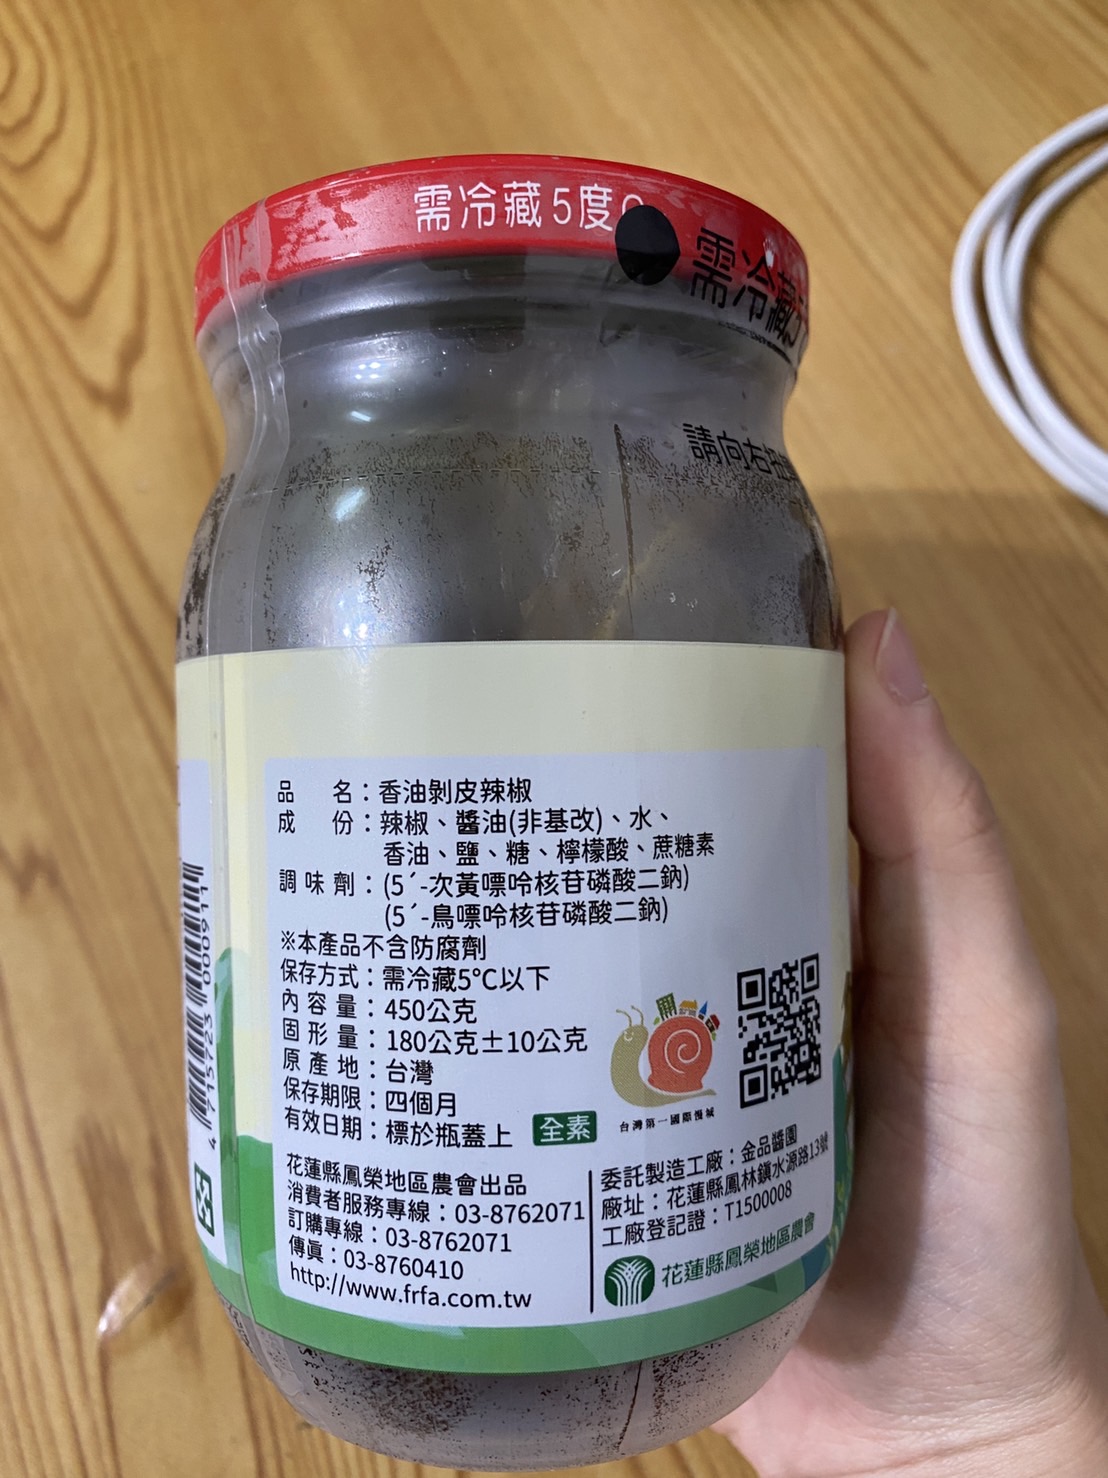 需冷藏5度C
需冷藏5
請向右
品　名：香油剝皮辣椒
成　份：辣椒、醬油(非基改)、水、
香油、鹽、糖、檸檬酸、蔗糖素
調味劑：(5´-次黃嘌呤核苷磷酸二鈉)
(5´-鳥嘌呤核苷磷酸二鈉)
※本產品不含防腐劑
保存方式：需冷藏5°C以下
內容量：450公克
固形量：180公克±10公克
原產地：台灣
保存期限：四個月
有效日期：標於瓶蓋上
全素
台灣第一國際慢城
花蓮縣鳳榮地區農會出品
消費者服務專線：03-8762071
訂購專線：03-8762071
傳真：03-8760410
http://www.frfa.com.tw
委託製造工廠：金品醬園
廠址：花蓮縣鳳林鎮水源路13號
工廠登記證：T1500008
花蓮縣鳳榮地區農會
4 715723 000911